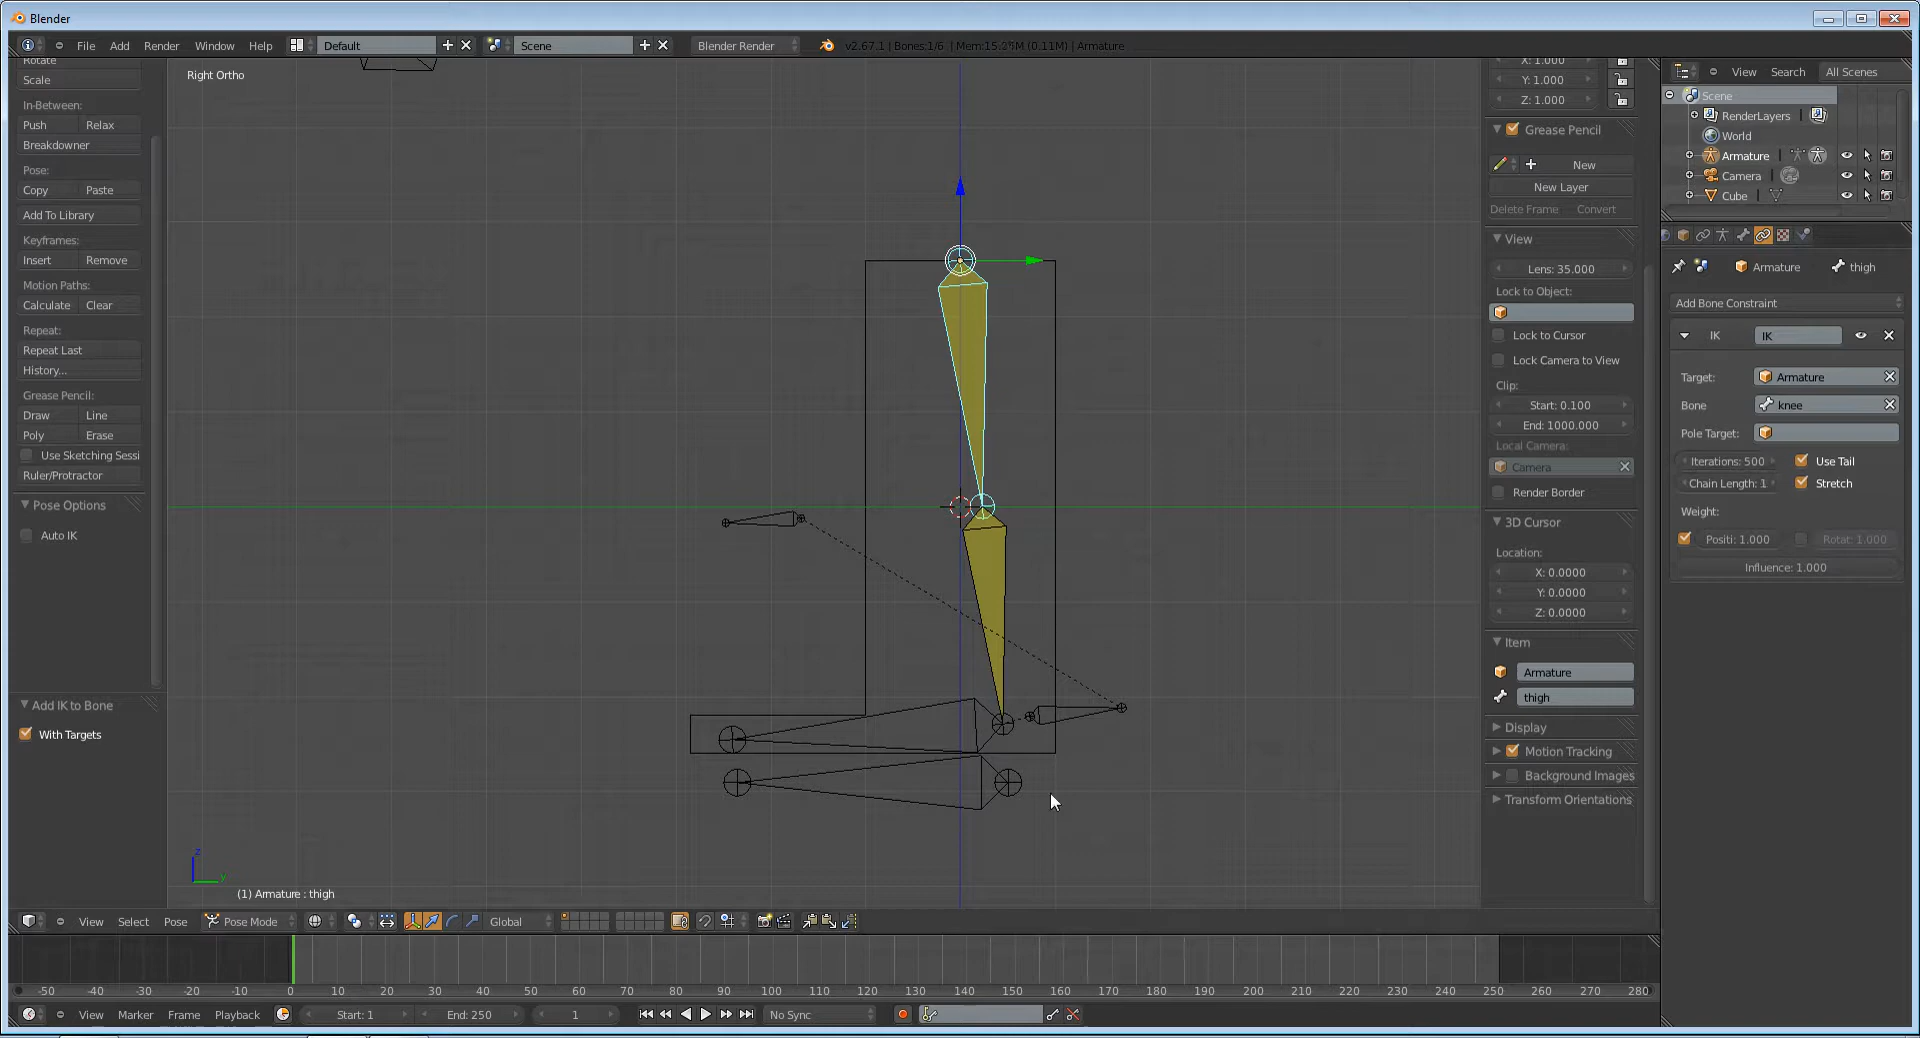 Blender
File Add Render Window Help Default Scene Blender Render v2.67.1 | Bones:1/6 | Mem:15.25M (0.11M) | Armature
Rotate
Scale
In-Between:
Push Relax
Breakdowner
Pose:
Copy Paste
Add To Library
Keyframes:
Insert Remove
Motion Paths:
Calculate Clear
Repeat:
Repeat Last
History...
Grease Pencil:
Draw Line
Poly Erase
Use Sketching Sessi
Ruler/Protractor
Pose Options
Auto IK
Add IK to Bone
With Targets
Right Ortho
z
y
(1) Armature : thigh
X: 1.000
Y: 1.000
Z: 1.000
Grease Pencil
New
New Layer
Delete Frame Convert
View
Lens: 35.000
Lock to Object:
Lock to Cursor
Lock Camera to View
Clip:
Start: 0.100
End: 1000.000
Local Camera:
Camera
Render Border
3D Cursor
Location:
X: 0.0000
Y: 0.0000
Z: 0.0000
Item
Armature
thigh
Display
Motion Tracking
Background Images
Transform Orientations
View Search All Scenes
Scene
RenderLayers
World
Armature
Camera
Cube
Armature thigh
Add Bone Constraint
IK IK
Target: Armature
Bone knee
Pole Target:
Iterations: 500 Use Tail
Chain Length: 1 Stretch
Weight:
Positi: 1.000 Rotat: 1.000
Influence: 1.000
View Select Pose Pose Mode Global
-50 -40 -30 -20 -10 0 10 20 30 40 50 60 70 80 90 100 110 120 130 140 150 160 170 180 190 200 210 220 230 240 250 260 270 280
View Marker Frame Playback Start: 1 End: 250 1 No Sync